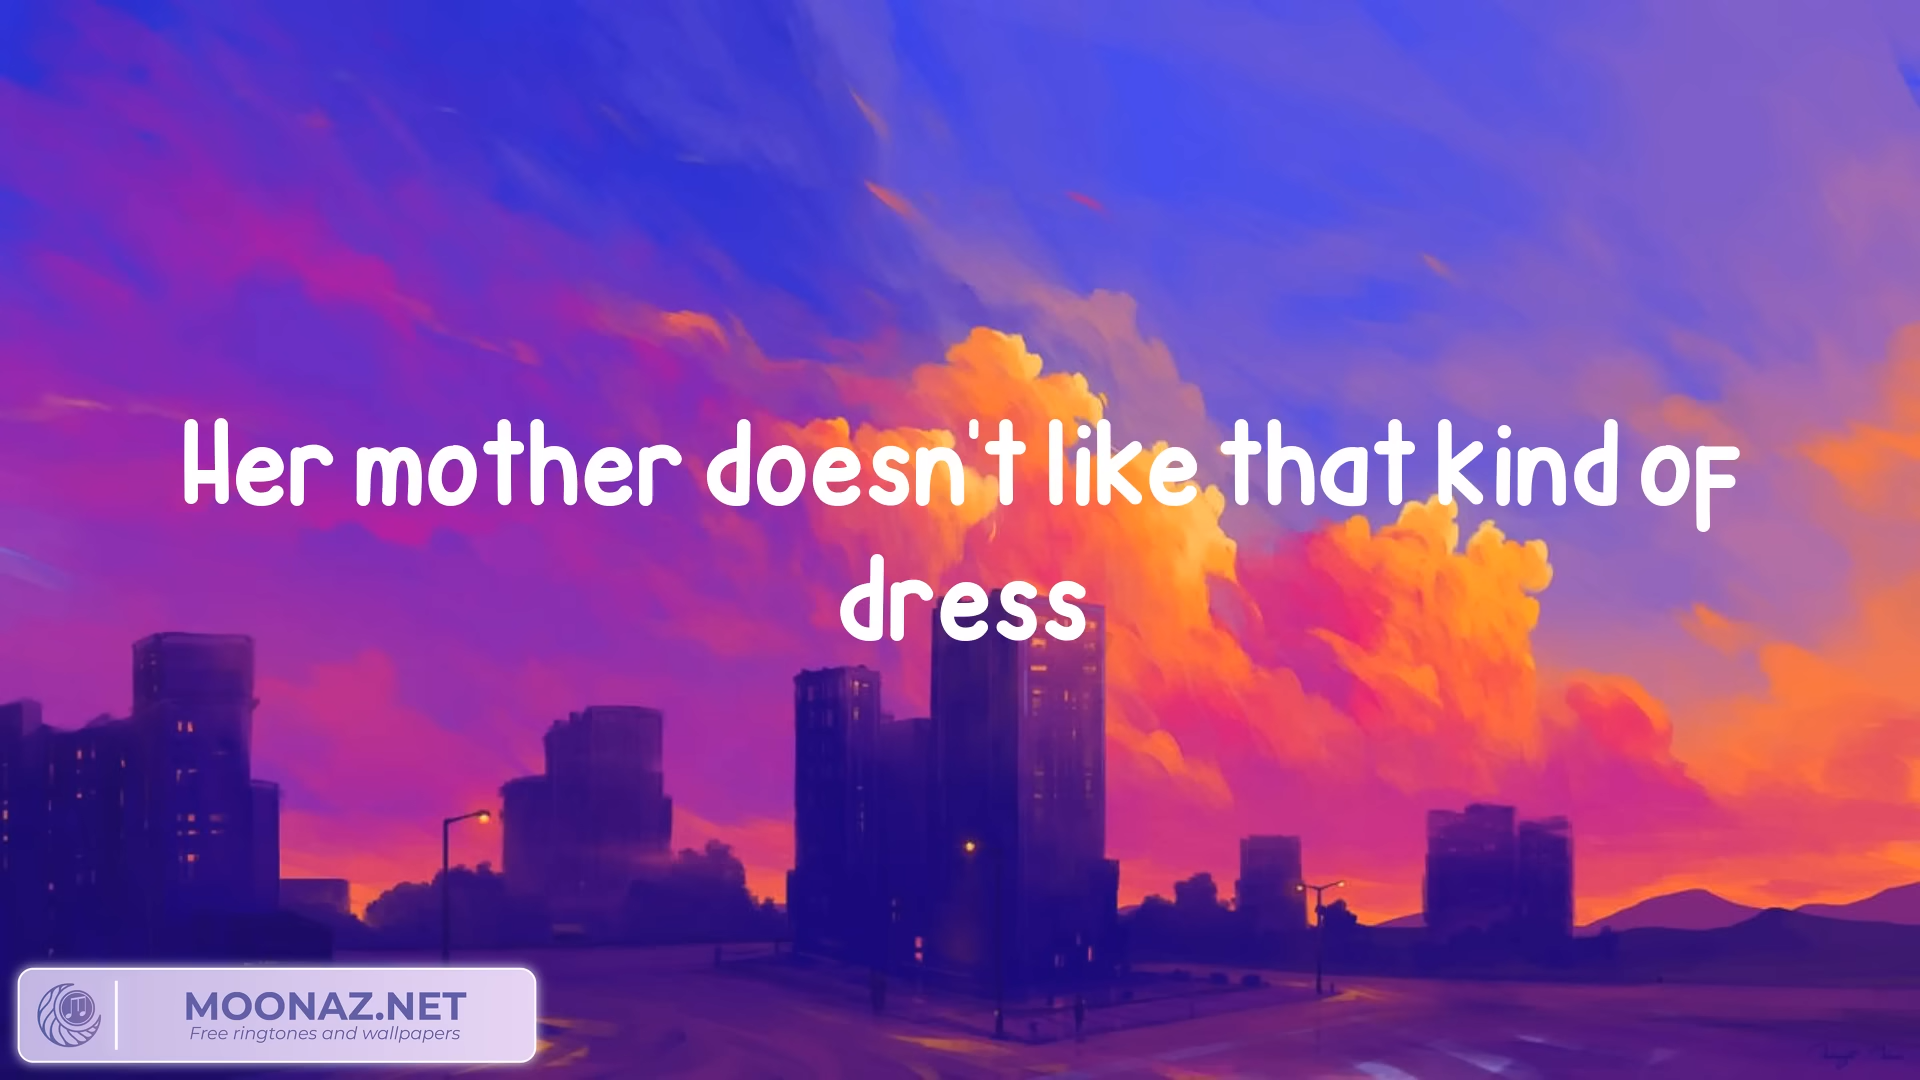 Her mother doesn't like that kind of
dress
MOONAZ.NET
Free ringtones and wallpapers